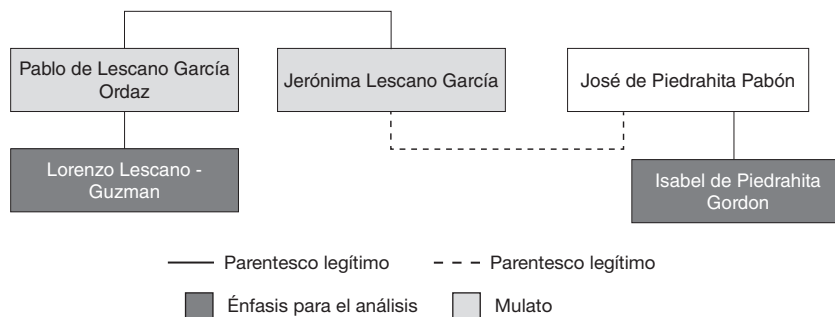 Pablo de Lescano García
Ordaz
Jerónima Lescano García
José de Piedrahita Pabón
Lorenzo Lescano -
Guzman
Isabel de Piedrahita
Gordon
Parentesco legítimo
Parentesco legítimo
Énfasis para el análisis
Mulato